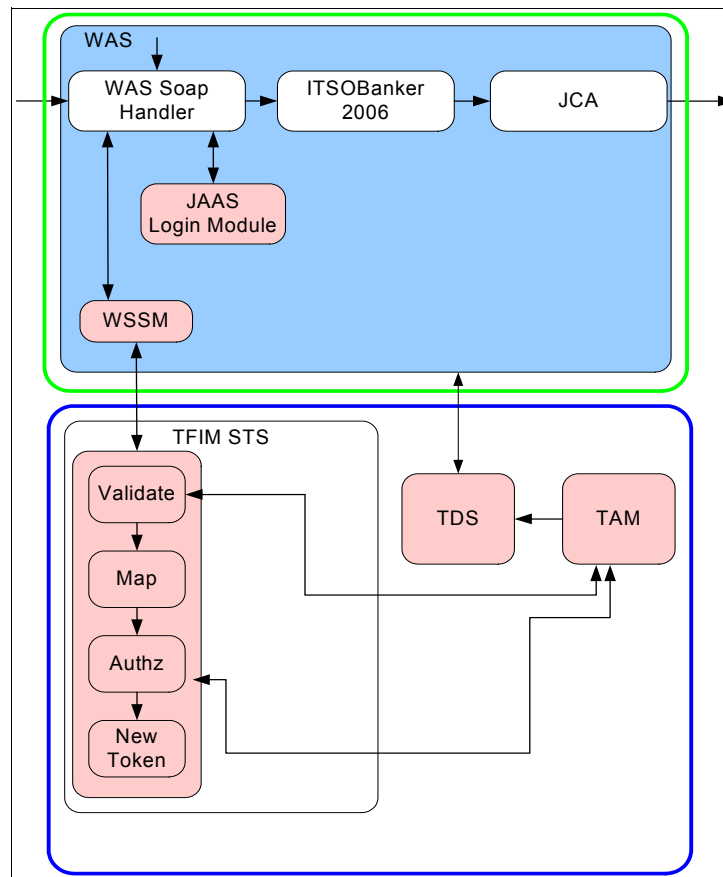 WAS
WAS Soap
Handler
ITSOBanker
2006
JCA
JAAS
Login Module
WSSM
TFIM STS
Validate
Map
Authz
New
Token
TDS
TAM